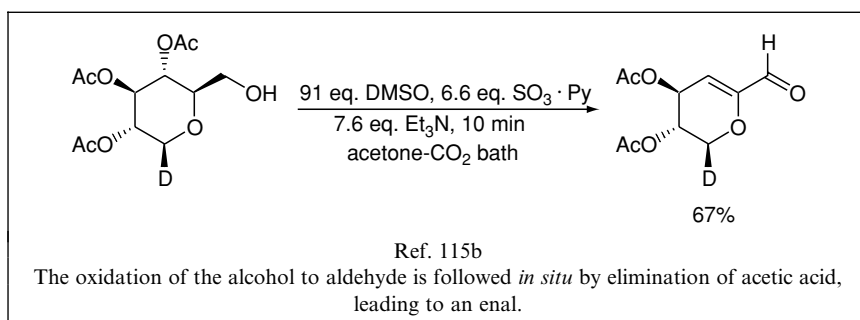 OAc
AcO
OH
AcO
O
D
91 eq. DMSO, 6.6 eq. SO3 · Py
7.6 eq. Et3N, 10 min
acetone-CO2 bath
H
AcO
O
AcO
O
D
67%
Ref. 115b
The oxidation of the alcohol to aldehyde is followed in situ by elimination of acetic acid,
leading to an enal.